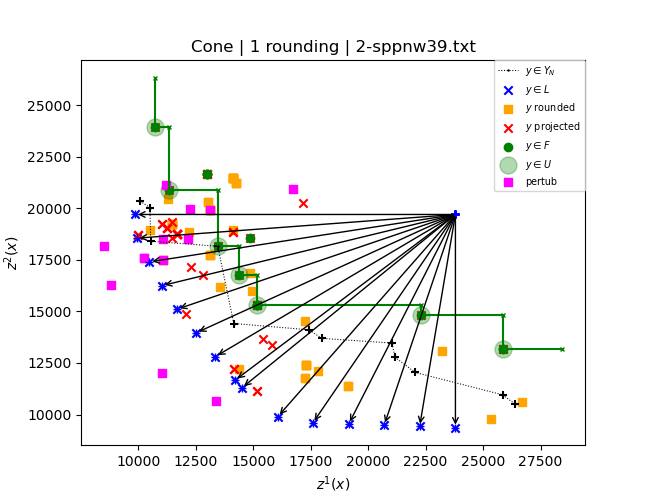 Cone | 1 rounding | 2-sppnw39.txt
z²(x)
25000
22500
20000
17500
15000
12500
10000
10000
12500
15000
17500
20000
22500
25000
27500
z¹(x)
y ∈ Y_N
y ∈ L
y rounded
y projected
y ∈ F
y ∈ U
pertub